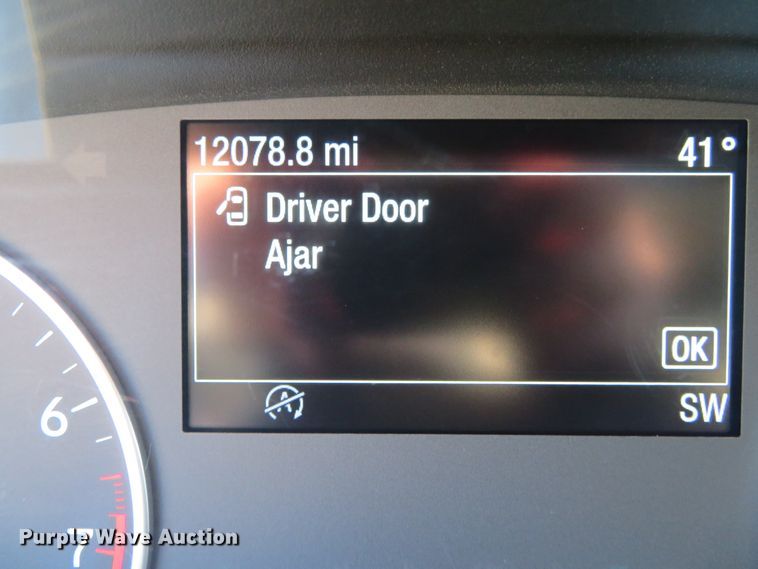 12078.8 mi 41°
Driver Door
Ajar
OK
A
SW
6
7
Purple Wave Auction